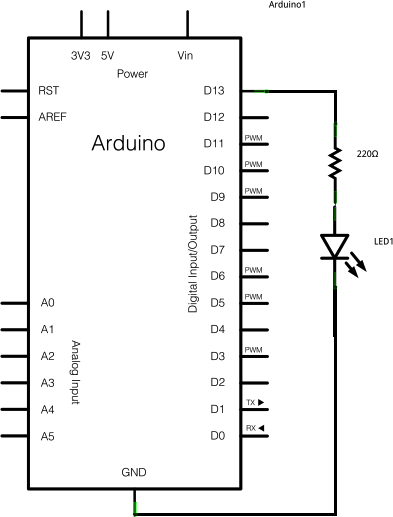 Arduino1
3V3 5V Vin
Power
RST
AREF
Arduino
D13
D12
D11 PWM
D10 PWM
D9 PWM
D8
D7
D6 PWM
D5 PWM
D4
D3 PWM
D2
D1 TX ▶
D0 RX ◀
Digital Input/Output
220Ω
LED1
A0
A1
A2
A3
A4
A5
Analog Input
GND